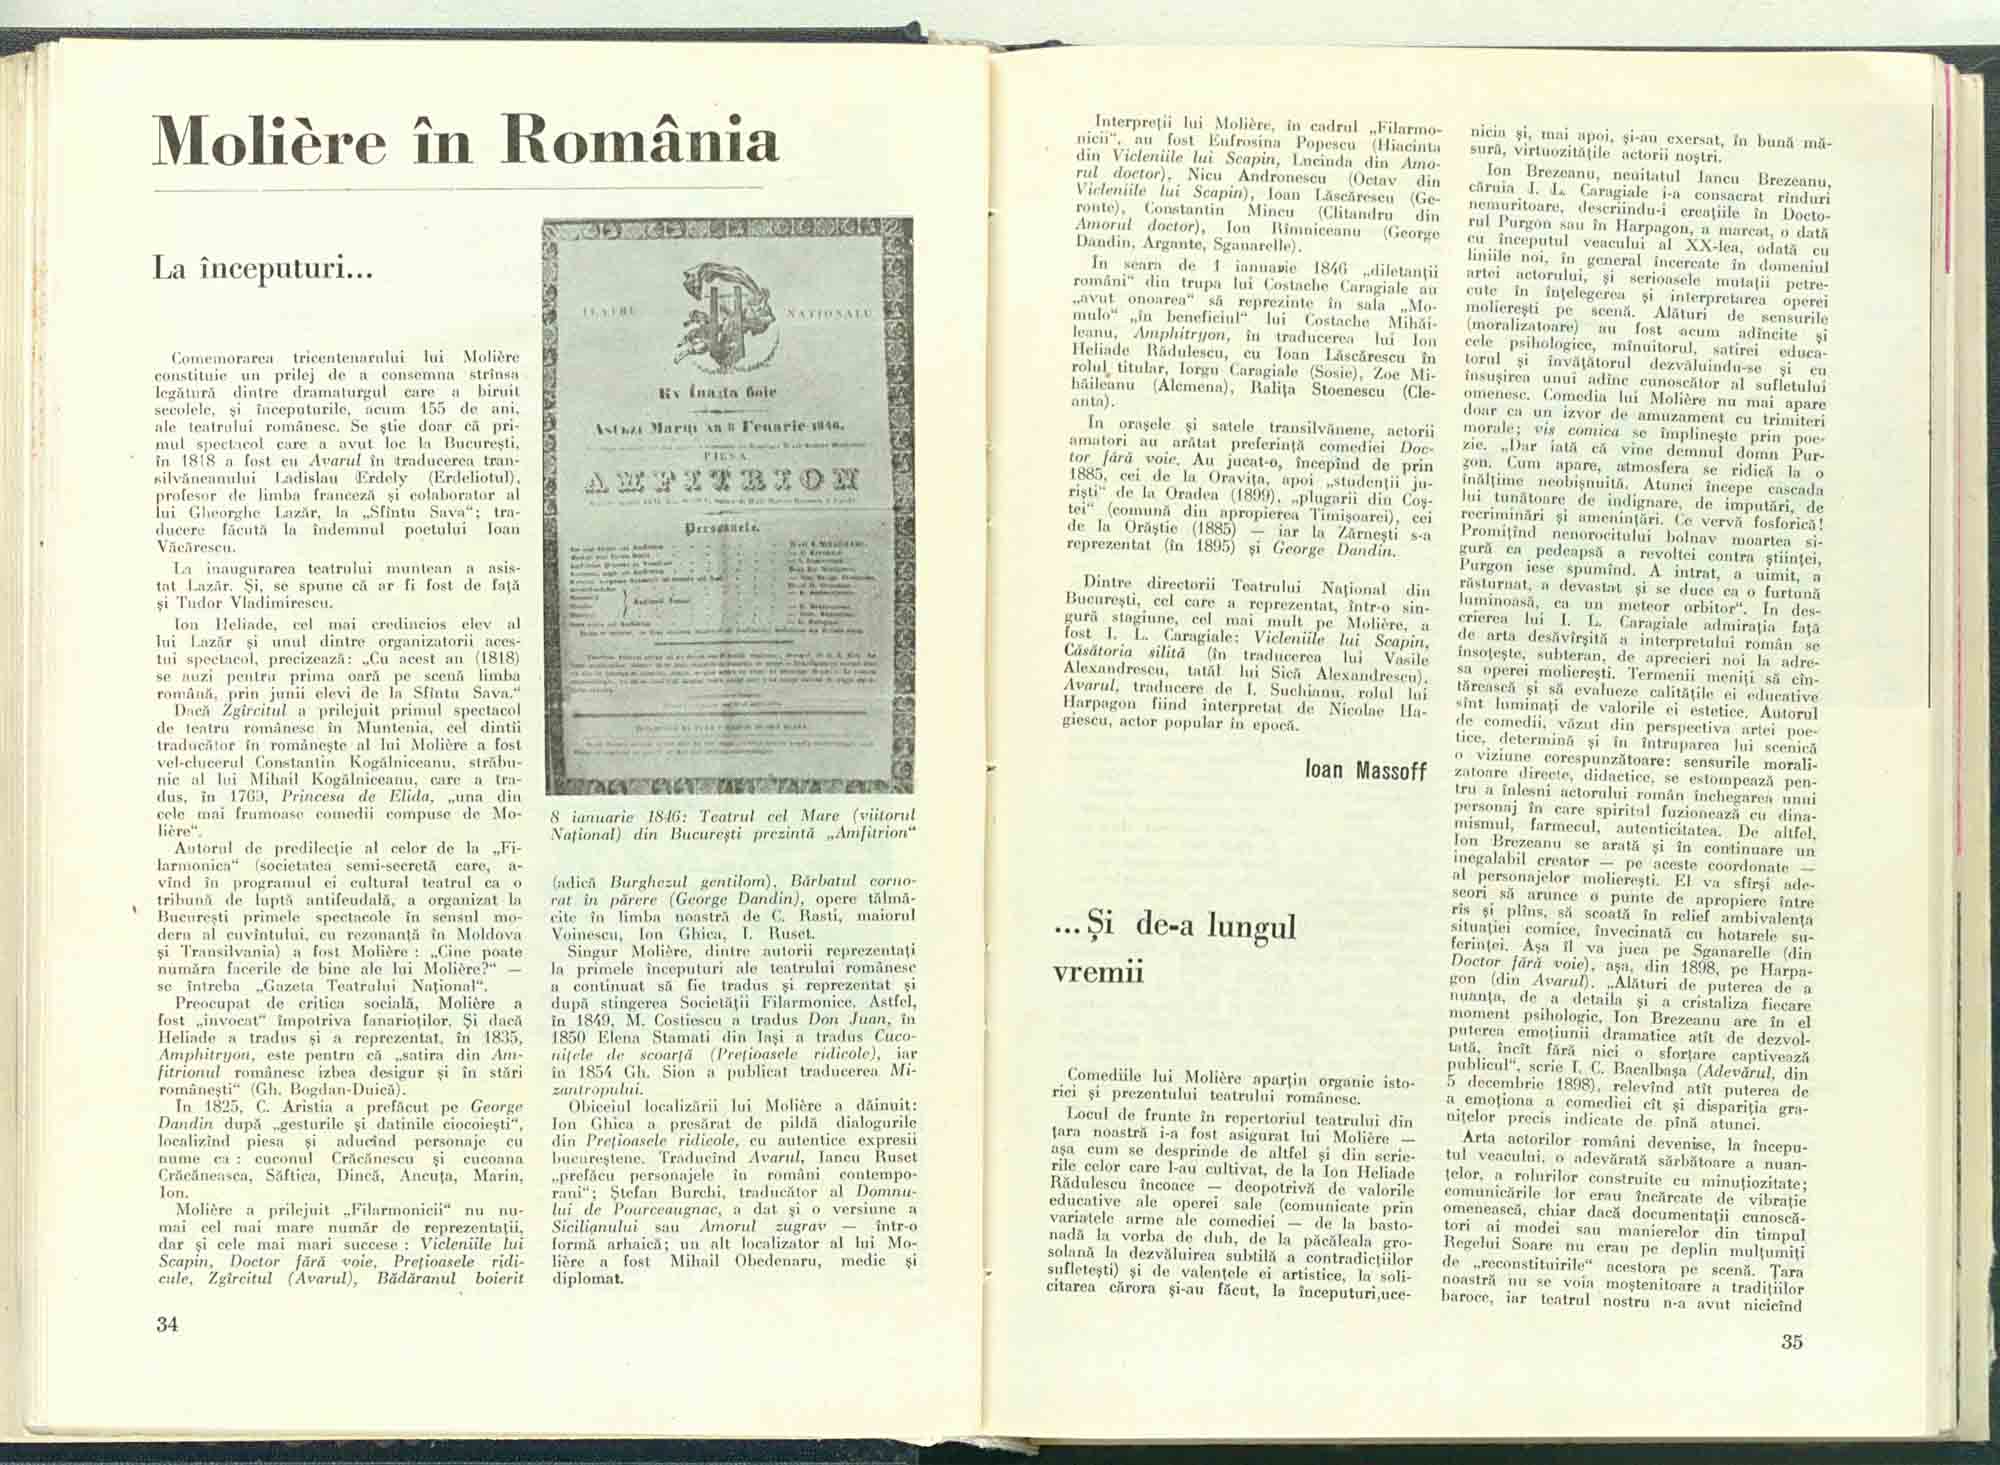 Molière în România
La începuturi...
Comemorarea tricentenarului lui Molière
constituie un prilej de a consemna strînsa
legătură dintre dramaturgul care a biruit
secolele, și începuturile, acum 155 de ani,
ale teatrului românesc. Se știe doar că pri-
mul spectacol care a avut loc la București,
în 1818 a fost cu Avarul în traducerea tran-
silvăneanului Ladislau Erdely (Erdeliotul),
profesor de limba franceză și colaborator al
lui Gheorghe Lazăr, la „Sfîntu Sava“; tra-
ducere făcută la îndemnul poetului Ioan
Văcărescu.
La inaugurarea teatrului muntean a asis-
tat Lazăr. Și, se spune că ar fi fost de față
și Tudor Vladimirescu.
Ion Heliade, cel mai credincios elev al
lui Lazăr și unul dintre organizatorii aces-
tui spectacol, precizează: „Cu acest an (1818)
se auzi pentru prima oară pe scenă limba
română, prin junii elevi de la Sfîntu Sava.“
Dacă Zgîrcitul a prilejuit primul spectacol
de teatru românesc în Muntenia, cel dintîi
traducător în românește al lui Molière a fost
vel-clucerul Constantin Kogălniceanu, străbu-
nic al lui Mihail Kogălniceanu, care a tra-
dus, în 1769, Princesa de Elida, „una din
cele mai frumoase comedii compuse de Mo-
lière“.
Autorul de predilecție al celor de la „Fi-
larmonica“ (societatea semi-secretă care, a-
vînd în programul ei cultural teatrul ca o
tribună de luptă antifeudală, a organizat la
București primele spectacole în sensul mo-
dern al cuvîntului, cu rezonanță în Moldova
și Transilvania) a fost Molière : „Cine poate
număra facerile de bine ale lui Molière?“ —
se întreba „Gazeta Teatrului Național“.
Preocupat de critica socială, Molière a
fost „invocat“ împotriva fanarioților. Și dacă
Heliade a tradus și a reprezentat, în 1835,
Amphitryon, este pentru că „satira din Am-
fitrionul românesc izbea desigur și în stări
românești“ (Gh. Bogdan-Duică).
In 1825, C. Aristia a prefăcut pe George
Dandin după „gesturile și datinile ciocoiești“,
localizînd piesa și aducînd personaje cu
nume ca : cuconul Crăcănescu și cucoana
Crăcăneasca, Săftica, Dincă, Ancuța, Marin,
Ion.
Molière a prilejuit „Filarmonicii“ nu nu-
mai cel mai mare număr de reprezentații,
dar și cele mai mari succese : Vicleniile lui
Scapin, Doctor fără voie, Prețioasele ridi-
cule, Zgîrcitul (Avarul), Bădăranul boierit
34
TEATRU NAȚIONALU
PIESA
AMFITRION
8 ianuarie 1846: Teatrul cel Mare (viitorul
Național) din București prezintă „Amfitrion“
(adică Burghezul gentilom), Bărbatul corno-
rat în părere (George Dandin), opere tălmă-
cite în limba noastră de C. Rasti, maiorul
Voinescu, Ion Ghica, I. Ruset.
Singur Molière, dintre autorii reprezentați
la primele începuturi ale teatrului românesc
a continuat să fie tradus și reprezentat și
după stingerea Societății Filarmonice. Astfel,
în 1849, M. Costiescu a tradus Don Juan, în
1850 Elena Stamati din Iași a tradus Cuco-
nițele de scoarță (Prețioasele ridicole), iar
în 1854 Gh. Sion a publicat traducerea Mi-
zantropului.
Obiceiul localizării lui Molière a dăinuit:
Ion Ghica a presărat de pildă dialogurile
din Prețioasele ridicole, cu autentice expresii
bucureștene. Traducînd Avarul, Iancu Ruset
„prefăcu personajele în români contempo-
rani“; Ștefan Burchi, traducător al Domnu-
lui de Pourceaugnac, a dat și o versiune a
Sicilianului sau Amorul zugrav — într-o
formă arhaică; un alt localizator al lui Mo-
lière a fost Mihail Obedenaru, medic și
diplomat.
Interpreții lui Molière, în cadrul „Filarmo-
nicii“, au fost Eufrosina Popescu (Hiacinta
din Vicleniile lui Scapin, Lucinda din Amo-
rul doctor), Nicu Andronescu (Octav din
Vicleniile lui Scapin), Ioan Lăscărescu (Ge-
ronte), Constantin Mincu (Clitandru din
Amorul doctor), Ion Rîmniceanu (George
Dandin, Argante, Sganarelle).
In seara de 1 ianuarie 1846 „diletanții
români“ din trupa lui Costache Caragiale au
„avut onoarea“ să reprezinte în sala „Mo-
mulo“ „în beneficiul“ lui Costache Mihăi-
leanu, Amphitryon, în traducerea lui Ion
Heliade Rădulescu, cu Ioan Lăscărescu în
rolul titular, Iorgu Caragiale (Sosie), Zoe Mi-
hăileanu (Alcmena), Ralița Stoenescu (Cle-
anta).
In orașele și satele transilvănene, actorii
amatori au arătat preferință comediei Doc-
tor fără voie. Au jucat-o, începînd de prin
1885, cei de la Oravița, apoi „studenții ju-
riști“ de la Oradea (1899), „plugarii din Coș-
tei“ (comună din apropierea Timișoarei), cei
de la Orăștie (1885) — iar la Zărnești s-a
reprezentat (în 1895) și George Dandin.
Dintre directorii Teatrului Național din
București, cel care a reprezentat, într-o sin-
gură stagiune, cel mai mult pe Molière, a
fost I. L. Caragiale: Vicleniile lui Scapin,
Căsătoria silită (în traducerea lui Vasile
Alexandrescu, tatăl lui Sică Alexandrescu),
Avarul, traducere de I. Suchianu, rolul lui
Harpagon fiind interpretat de Nicolae Ha-
giescu, actor popular în epocă.
Ioan Massoff
...Și de-a lungul
vremii
Comediile lui Molière aparțin organic isto-
riei și prezentului teatrului românesc.
Locul de frunte în repertoriul teatrului din
țara noastră i-a fost asigurat lui Molière —
așa cum se desprinde de altfel și din scrie-
rile celor care l-au cultivat, de la Ion Heliade
Rădulescu încoace — deopotrivă de valorile
educative ale operei sale (comunicate prin
variatele arme ale comediei — de la basto-
nadă la vorba de duh, de la păcăleala gro-
solană la dezvăluirea subtilă a contradicțiilor
sufletești) și de valențele ei artistice, la soli-
citarea cărora și-au făcut, la începuturi,uce-
nicia și, mai apoi, și-au exersat, în bună mă-
sură, virtuozitățile actorii noștri.
Ion Brezeanu, neuitatul Iancu Brezeanu,
căruia I. L. Caragiale i-a consacrat rînduri
nemuritoare, descriindu-i creațiile în Docto-
rul Purgon sau în Harpagon, a marcat, o dată
cu începutul veacului al XX-lea, odată cu
liniile noi, în general încercate în domeniul
artei actorului, și serioasele mutații petre-
cute în înțelegerea și interpretarea operei
molierești pe scenă. Alături de sensurile
(moralizatoare) au fost acum adîncite și
cele psihologice, mînuitorul, satirei educa-
torul și învățătorul dezvăluindu-se și cu
însușirea unui adînc cunoscător al sufletului
omenesc. Comedia lui Molière nu mai apare
doar ca un izvor de amuzament cu trimiteri
morale; vis comica se împlinește prin poe-
zie. „Dar iată că vine demnul domn Pur-
gon. Cum apare, atmosfera se ridică la o
înălțime neobișnuită. Atunci începe cascada
lui tunătoare de indignare, de imputări, de
recriminări și amenințări. Ce vervă fosforică!
Promițînd nenorocitului bolnav moartea si-
gură ca pedeapsă a revoltei contra științei,
Purgon iese spumînd. A intrat, a uimit, a
răsturnat, a devastat și se duce ca o furtună
luminoasă, ca un meteor orbitor“. In des-
crierea lui I. L. Caragiale admirația față
de arta desăvîrșită a interpretului român se
însoțește, subteran, de aprecieri noi la adre-
sa operei molierești. Termenii meniți să cîn-
tărească și să evalueze calitățile ei educative
sînt luminați de valorile ei estetice. Autorul
de comedii, văzut din perspectiva artei poe-
tice, determină și în întruparea lui scenică
o viziune corespunzătoare: sensurile morali-
zatoare directe, didactice, se estompează pen-
tru a înlesni actorului român închegarea unui
personaj în care spiritul fuzionează cu dina-
mismul, farmecul, autenticitatea. De altfel,
Ion Brezeanu se arată și în continuare un
inegalabil creator — pe aceste coordonate —
al personajelor molierești. El va sfîrși ade-
seori să arunce o punte de apropiere între
rîs și plîns, să scoată în relief ambivalența
situației comice, învecinată cu hotarele su-
ferinței. Așa îl va juca pe Sganarelle (din
Doctor fără voie), așa, din 1898, pe Harpa-
gon (din Avarul). „Alături de puterea de a
nuanța, de a detaila și a cristaliza fiecare
moment psihologic, Ion Brezeanu are în el
puterea emoțiunii dramatice atît de dezvol-
tată, încît fără nici o sforțare captivează
publicul“, scrie I. C. Bacalbașa (Adevărul, din
5 decembrie 1898), relevînd atît puterea de
a emoționa a comediei cît și dispariția gra-
nițelor precis indicate de pînă atunci.
Arta actorilor români devenise, la începu-
tul veacului, o adevărată sărbătoare a nuan-
țelor, a rolurilor construite cu minuțiozitate;
comunicările lor erau încărcate de vibrație
omenească, chiar dacă documentații cunoscă-
tori ai modei sau manierelor din timpul
Regelui Soare nu erau pe deplin mulțumiți
de „reconstituirile“ acestora pe scenă. Țara
noastră nu se voia moștenitoare a tradițiilor
baroce, iar teatrul nostru n-a avut nicicînd
35